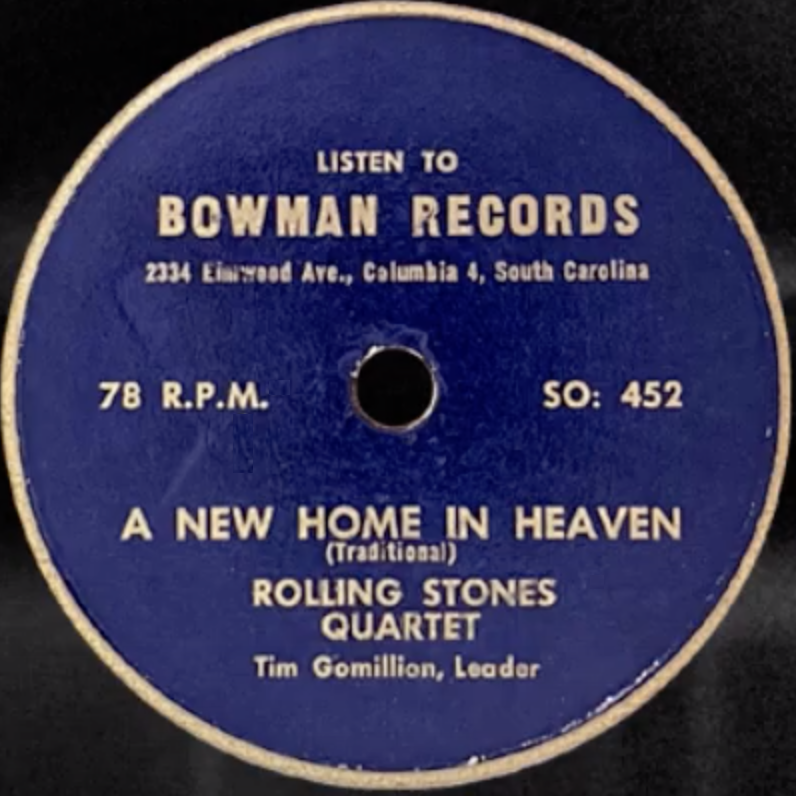 LISTEN TO
BOWMAN RECORDS
2334 Elmwood Ave., Columbia 4, South Carolina
78 R.P.M.
SO: 452
A NEW HOME IN HEAVEN
(Traditional)
ROLLING STONES
QUARTET
Tim Gomillion, Leader